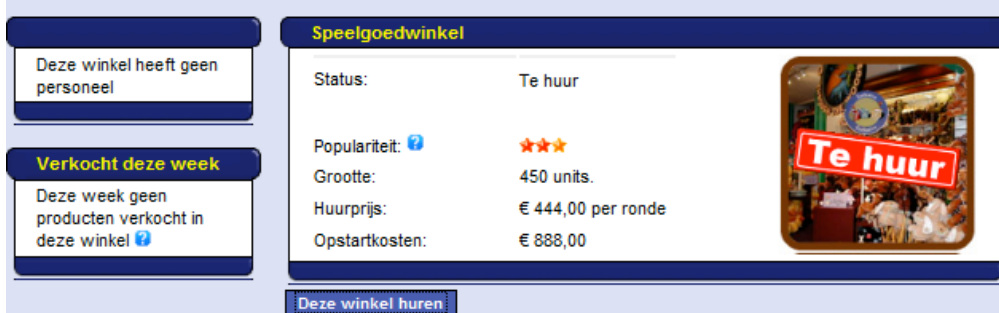 Deze winkel heeft geen
personeel
Verkocht deze week
Deze week geen
producten verkocht in
deze winkel ?
Speelgoedwinkel
Status: Te huur
Populariteit: ?
Grootte: 450 units.
Huurprijs: € 444,00 per ronde
Opstartkosten: € 888,00
Te huur
Deze winkel huren